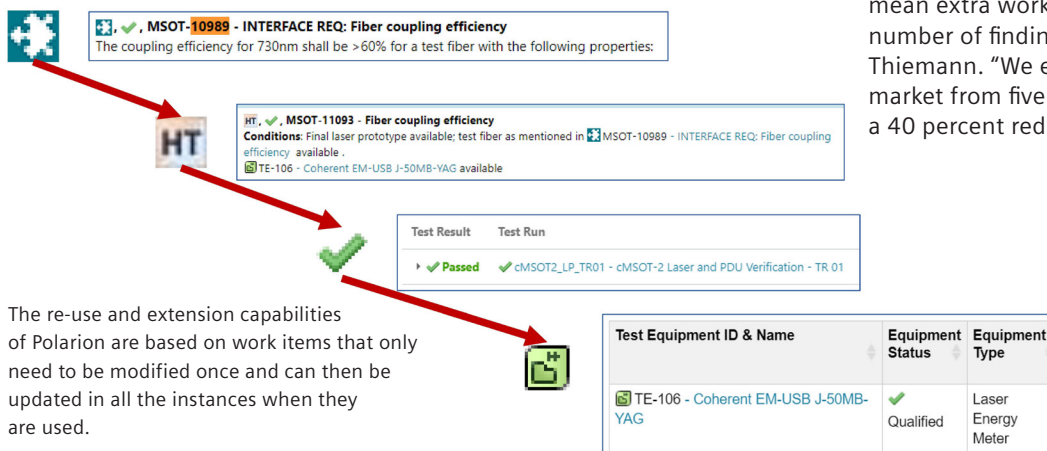 mean extra work
number of findin
Thiemann. "We e
market from five
a 40 percent red
, MSOT-10989 - INTERFACE REQ: Fiber coupling efficiency
The coupling efficiency for 730nm shall be >60% for a test fiber with the following properties:
HT
HT, , MSOT-11093 - Fiber coupling efficiency
Conditions: Final laser prototype available; test fiber as mentioned in MSOT-10989 - INTERFACE REQ: Fiber coupling
efficiency available .
TE-106 - Coherent EM-USB J-50MB-YAG available
Test Result Test Run
Passed cMSOT2_LP_TR01 - cMSOT-2 Laser and PDU Verification - TR 01
The re-use and extension capabilities
of Polarion are based on work items that only
need to be modified once and can then be
updated in all the instances when they
are used.
Test Equipment ID & Name Equipment Equipment
Status Type
TE-106 - Coherent EM-USB J-50MB- Laser
YAG Qualified Energy
Meter